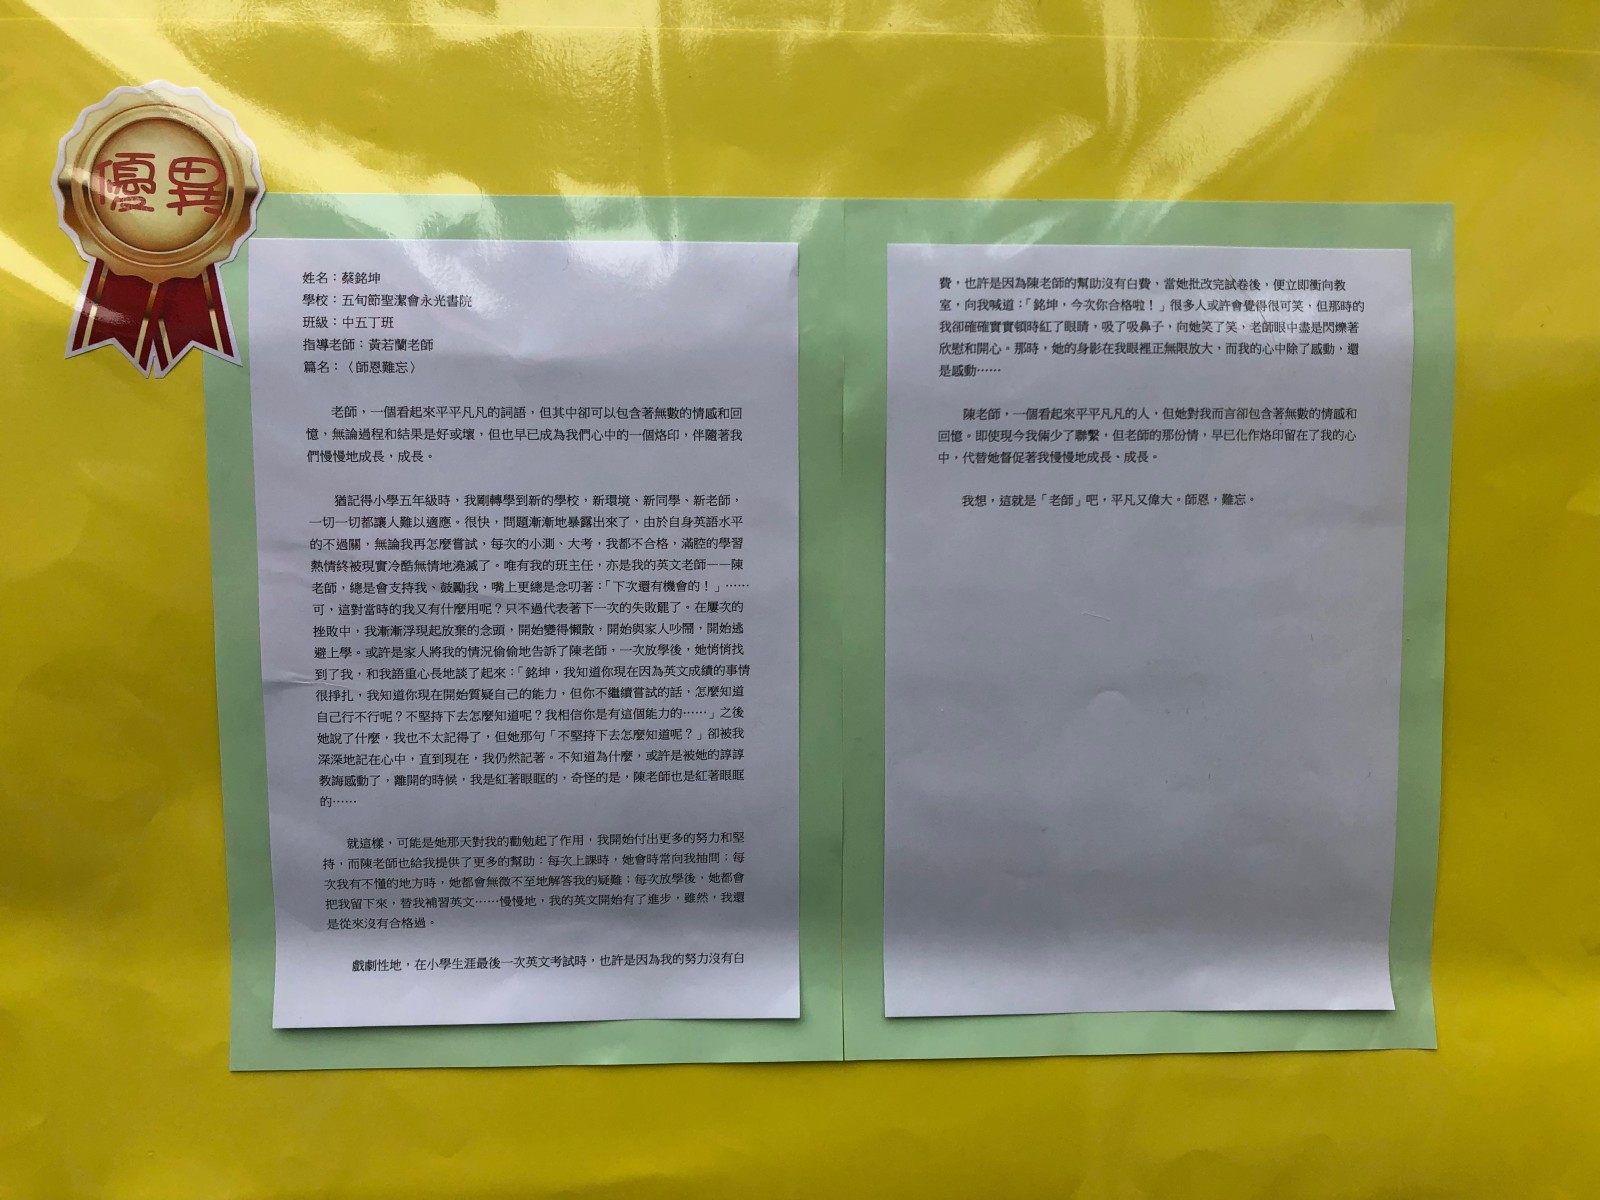 優異
姓名：蔡銘坤
學校：五旬節聖潔會永光書院
班級：中五丁班
指導老師：黃若蘭老師
篇名：〈師恩難忘〉
老師，一個看起來平平凡凡的詞語，但其中卻可以包含著無數的情感和回
憶，無論過程和結果是好或壞，但也早已成為我們心中的一個烙印，伴隨著我
們慢慢地成長，成長。
猶記得小學五年級時，我剛轉學到新的學校，新環境、新同學、新老師，
一切一切都讓人難以適應。很快，問題漸漸地暴露出來了，由於自身英語水平
的不過關，無論我再怎麼嘗試，每次的小測、大考，我都不合格，滿腔的學習
熱情終被現實冷酷無情地澆滅了。唯有我的班主任，亦是我的英文老師——陳
老師，總是會支持我、鼓勵我，嘴上更總是念叨著：「下次還有機會的！」⋯⋯
可，這對當時的我又有什麼用呢？只不過代表著下一次的失敗罷了。在屢次的
挫敗中，我漸漸浮現起放棄的念頭，開始變得懶散，開始與家人吵鬧，開始逃
避上學。或許是家人將我的情況偷偷地告訴了陳老師，一次放學後，她悄悄找
到了我，和我語重心長地談了起來：「銘坤，我知道你現在因為英文成績的事情
很掙扎，我知道你現在開始質疑自己的能力，但你不繼續嘗試的話，怎麼知道
自己行不行呢？不堅持下去怎麼知道呢？我相信你是有這個能力的⋯⋯」之後
她說了什麼，我也不太記得了，但她那句「不堅持下去怎麼知道呢？」卻被我
深深地記在心中，直到現在，我仍然記著。不知道為什麼，或許是被她的諄諄
教誨感動了，離開的時候，我是紅著眼眶的，奇怪的是，陳老師也是紅著眼眶
的⋯⋯
就這樣，可能是她那天對我的勸勉起了作用，我開始付出更多的努力和堅
持，而陳老師也給我提供了更多的幫助：每次上課時，她會時常向我抽問；每
次我有不懂的地方時，她都會無微不至地解答我的疑難；每次放學後，她都會
把我留下來，替我補習英文⋯⋯慢慢地，我的英文開始有了進步，雖然，我還
是從來沒有合格過。
戲劇性地，在小學生涯最後一次英文考試時，也許是因為我的努力沒有白
費，也許是因為陳老師的幫助沒有白費，當她批改完試卷後，便立即衝向教
室，向我喊道：「銘坤，今次你合格啦！」很多人或許會覺得很可笑，但那時的
我卻確確實實頓時紅了眼睛，吸了吸鼻子，向她笑了笑，老師眼中盡是閃爍著
欣慰和開心。那時，她的身影在我眼裡正無限放大，而我的心中除了感動，還
是感動⋯⋯
陳老師，一個看起來平平凡凡的人，但她對我而言卻包含著無數的情感和
回憶。即使現今我倆少了聯繫，但老師的那份情，早已化作烙印留在了我的心
中，代替她督促著我慢慢地成長、成長。
我想，這就是「老師」吧，平凡又偉大。師恩，難忘。